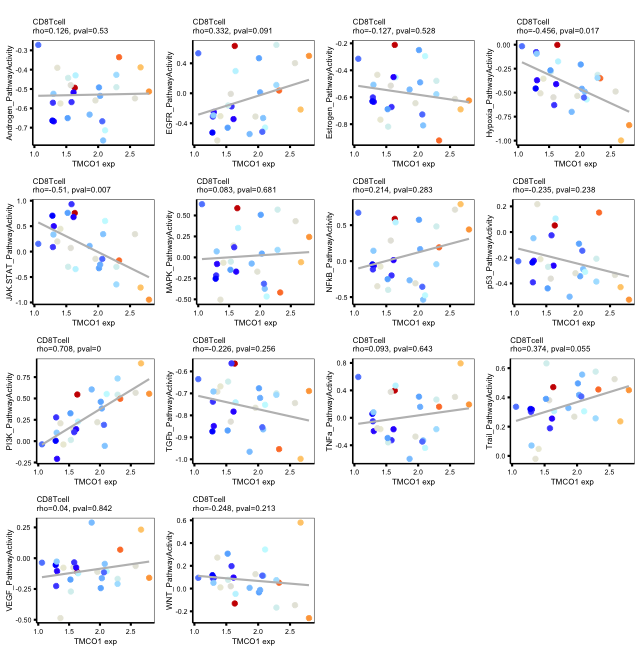 CD8Tcell
rho=0.126, pval=0.53
Androgen_PathwayActivity
-0.3
-0.4
-0.5
-0.6
-0.7
1.0 1.5 2.0 2.5
TMCO1 exp
CD8Tcell
rho=0.332, pval=0.091
EGFR_PathwayActivity
0.5
0.0
-0.5
1.0 1.5 2.0 2.5
TMCO1 exp
CD8Tcell
rho=-0.127, pval=0.528
Estrogen_PathwayActivity
-0.2
-0.4
-0.6
-0.8
1.0 1.5 2.0 2.5
TMCO1 exp
CD8Tcell
rho=-0.456, pval=0.017
Hypoxia_PathwayActivity
0.00
-0.25
-0.50
-0.75
-1.00
1.0 1.5 2.0 2.5
TMCO1 exp
CD8Tcell
rho=-0.51, pval=0.007
JAK.STAT_PathwayActivity
1.0
0.5
0.0
-0.5
-1.0
1.0 1.5 2.0 2.5
TMCO1 exp
CD8Tcell
rho=0.083, pval=0.681
MAPK_PathwayActivity
0.50
0.25
0.00
-0.25
-0.50
1.0 1.5 2.0 2.5
TMCO1 exp
CD8Tcell
rho=0.214, pval=0.283
NFkB_PathwayActivity
0.5
0.0
-0.5
1.0 1.5 2.0 2.5
TMCO1 exp
CD8Tcell
rho=-0.235, pval=0.238
p53_PathwayActivity
0.2
0.0
-0.2
-0.4
1.0 1.5 2.0 2.5
TMCO1 exp
CD8Tcell
rho=0.708, pval=0
PI3K_PathwayActivity
0.75
0.50
0.25
0.00
-0.25
1.0 1.5 2.0 2.5
TMCO1 exp
CD8Tcell
rho=-0.226, pval=0.256
TGFb_PathwayActivity
-0.6
-0.7
-0.8
-0.9
-1.0
1.0 1.5 2.0 2.5
TMCO1 exp
CD8Tcell
rho=0.093, pval=0.643
TNFa_PathwayActivity
0.8
0.4
0.0
-0.4
1.0 1.5 2.0 2.5
TMCO1 exp
CD8Tcell
rho=0.374, pval=0.055
Trail_PathwayActivity
0.6
0.4
0.2
0.0
1.0 1.5 2.0 2.5
TMCO1 exp
CD8Tcell
rho=0.04, pval=0.842
VEGF_PathwayActivity
0.25
0.00
-0.25
-0.50
1.0 1.5 2.0 2.5
TMCO1 exp
CD8Tcell
rho=-0.248, pval=0.213
WNT_PathwayActivity
0.6
0.4
0.2
0.0
-0.2
1.0 1.5 2.0 2.5
TMCO1 exp